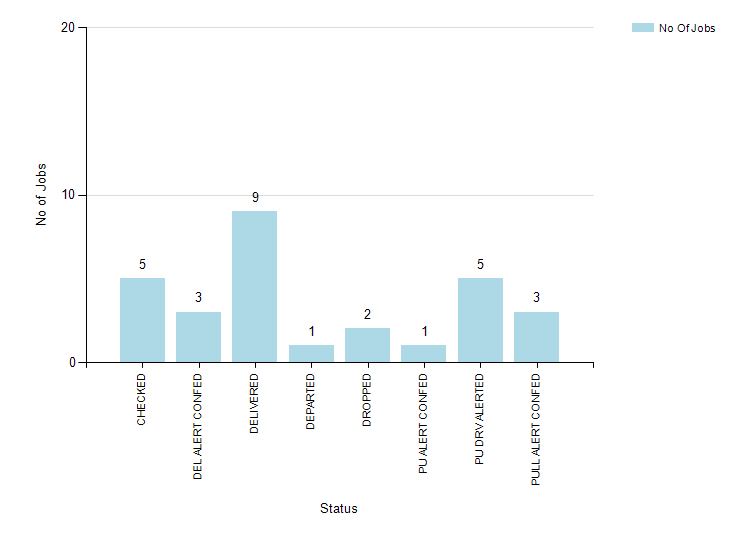 20
No Of Jobs
No of Jobs
10
9
5
5
3
3
2
1
1
0
CHECKED
DEL ALERT CONFED
DELIVERED
DEPARTED
DROPPED
PU ALERT CONFED
PU DRV ALERTED
PULL ALERT CONFED
Status